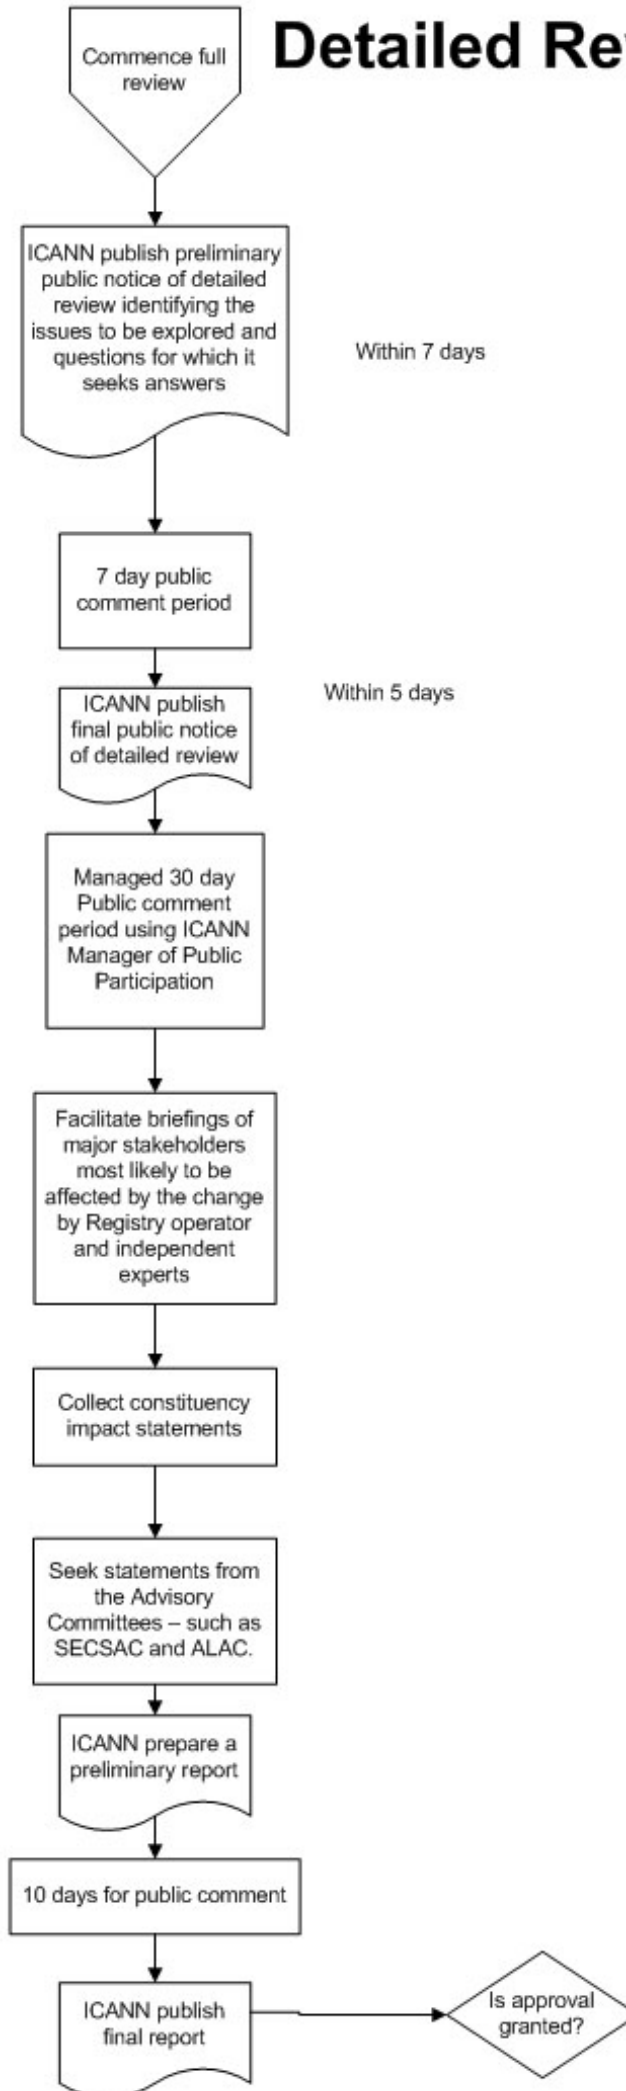 Commence full
review
Detailed Re
ICANN publish preliminary
public notice of detailed
review identifying the
issues to be explored and
questions for which it
seeks answers
Within 7 days
7 day public
comment period
Within 5 days
ICANN publish
final public notice
of detailed review
Managed 30 day
Public comment
period using ICANN
Manager of Public
Participation
Facilitate briefings of
major stakeholders
most likely to be
affected by the change
by Registry operator
and independent
experts
Collect constituency
impact statements
Seek statements from
the Advisory
Committees – such as
SECSAC and ALAC.
ICANN prepare a
preliminary report
10 days for public comment
ICANN publish
final report
Is approval
granted?